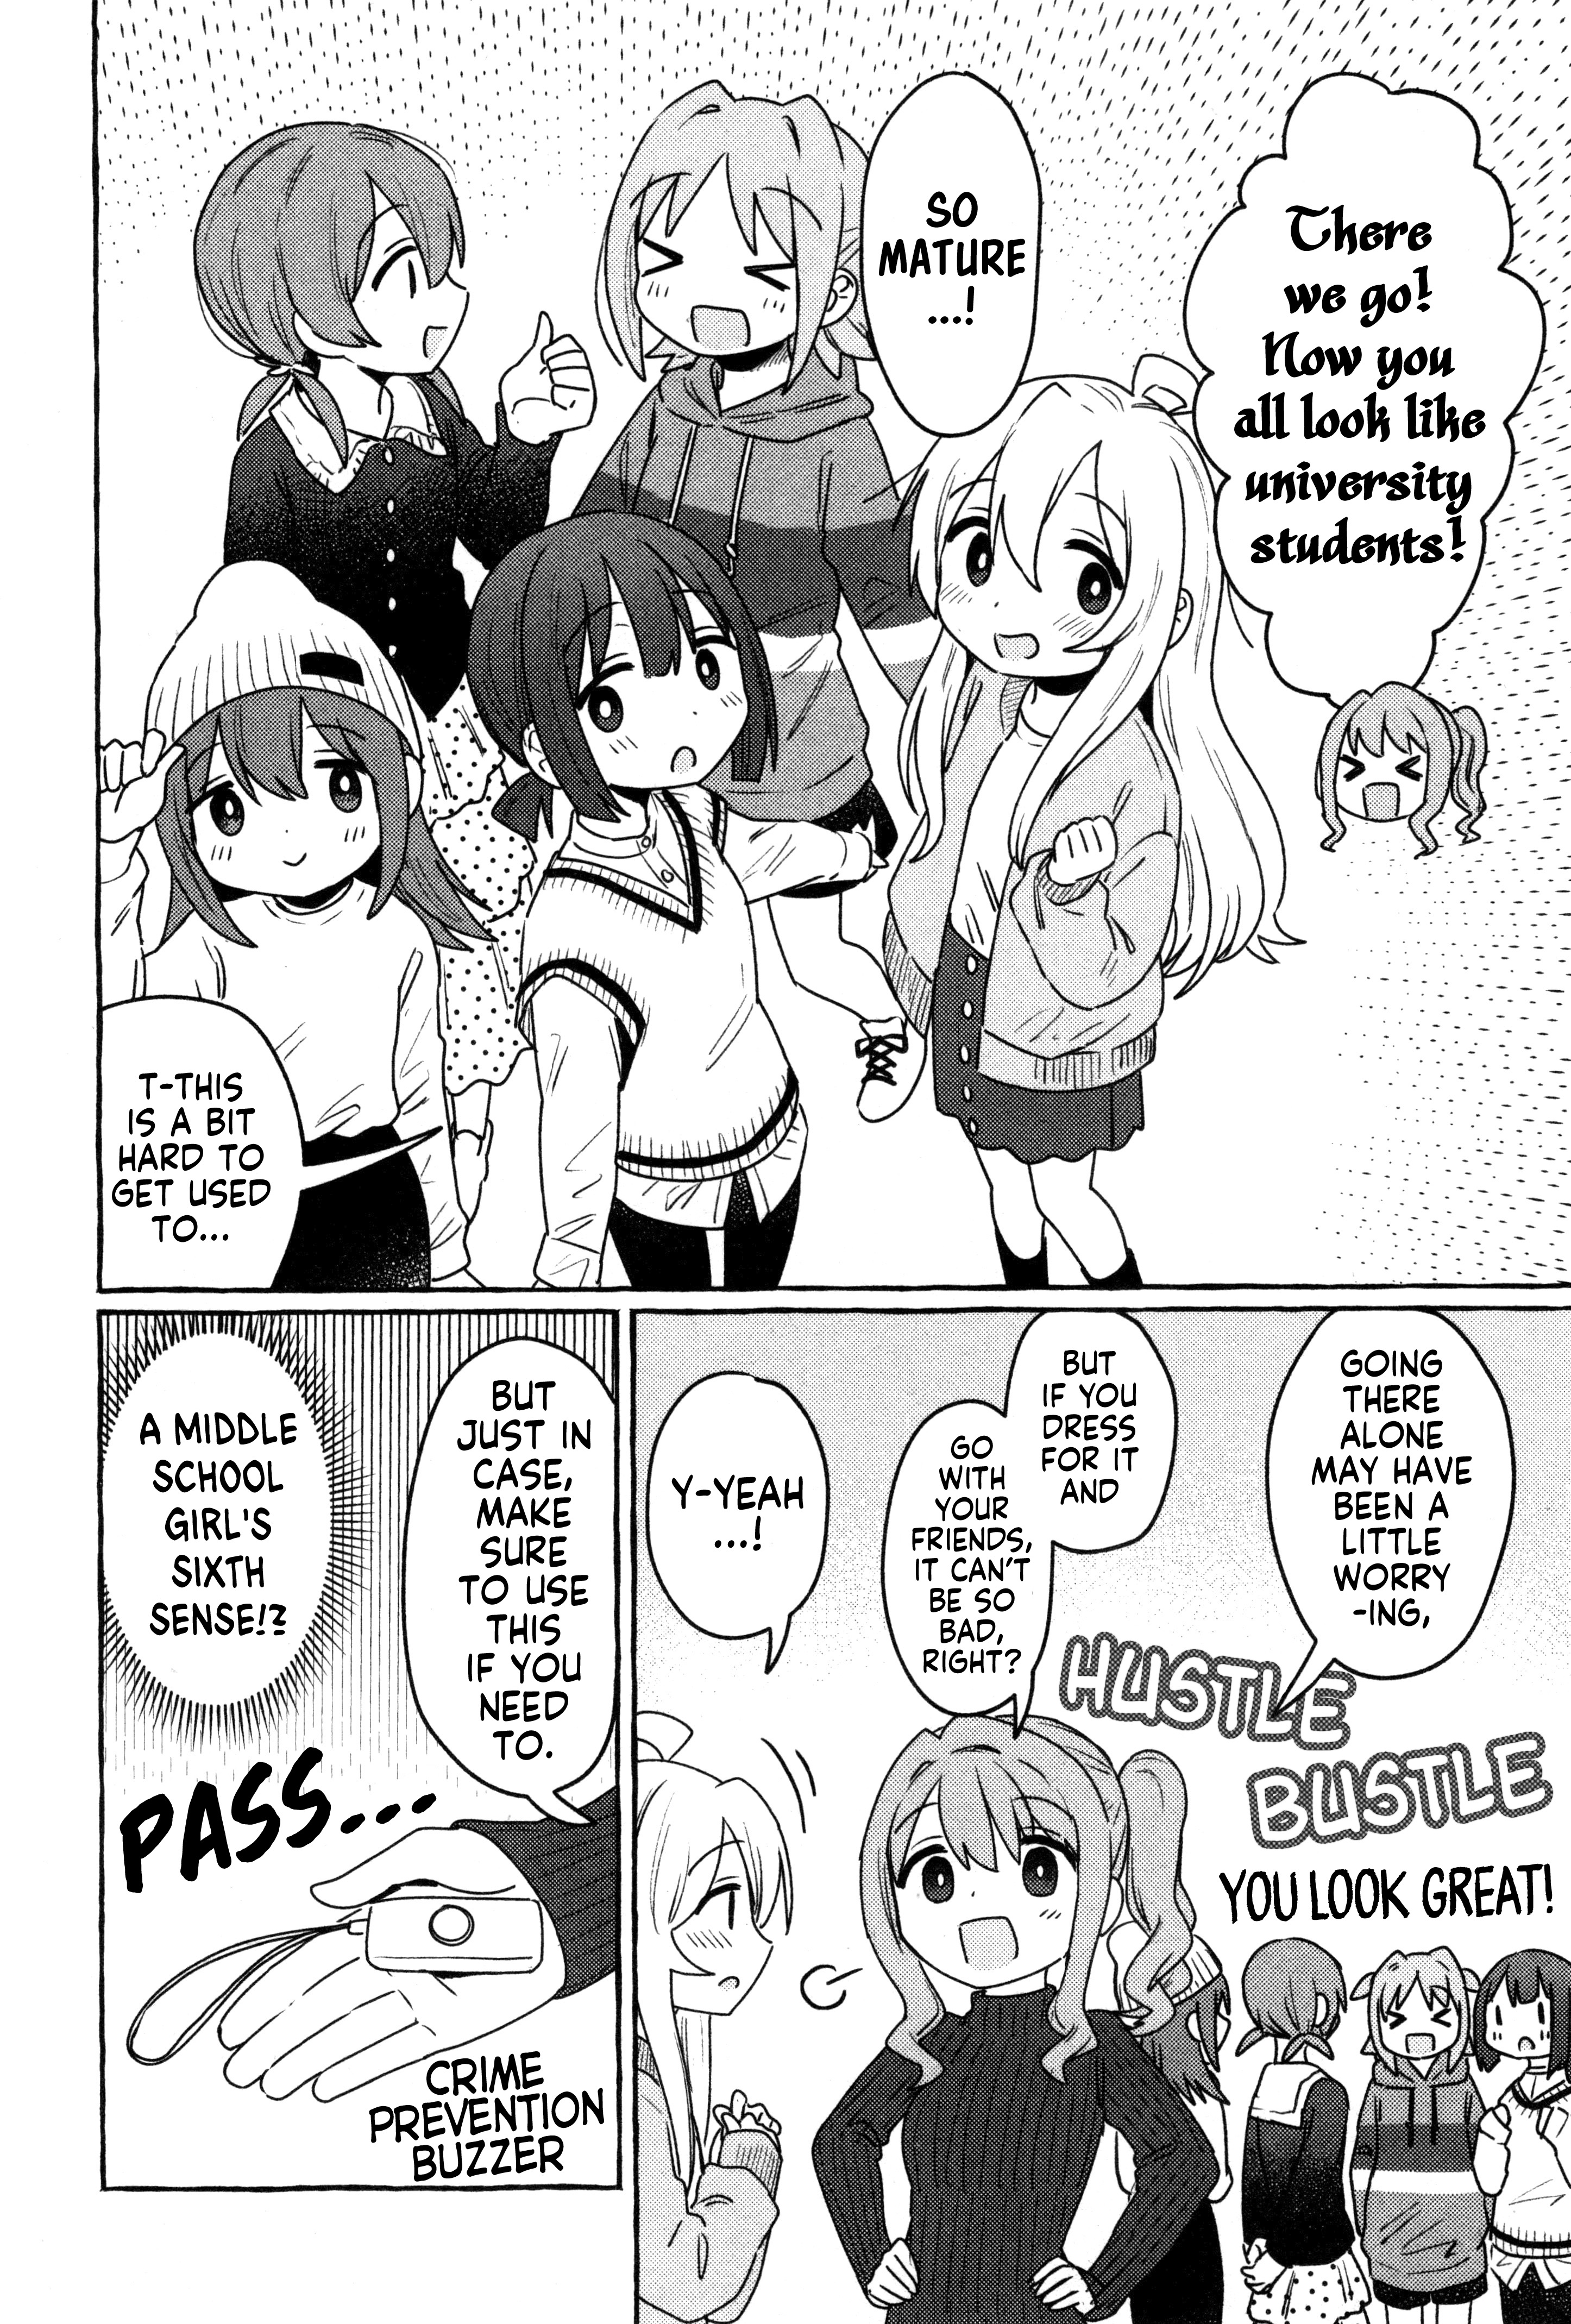 There
we go!
Now you
all look like
university
students!
SO
MATURE
...!
T-THIS
IS A BIT
HARD TO
GET USED
TO...
GOING
THERE
ALONE
MAY HAVE
BEEN A
LITTLE
WORRY
-ING,
BUT
IF YOU
DRESS
FOR IT
AND
GO
WITH
YOUR
FRIENDS,
IT CAN'T
BE SO
BAD,
RIGHT?
HUSTLE
BUSTLE
YOU LOOK GREAT!
Y-YEAH
...!
BUT
JUST IN
CASE,
MAKE
SURE
TO USE
THIS
IF YOU
NEED
TO.
A MIDDLE
SCHOOL
GIRL'S
SIXTH
SENSE!?
PASS...
CRIME
PREVENTION
BUZZER